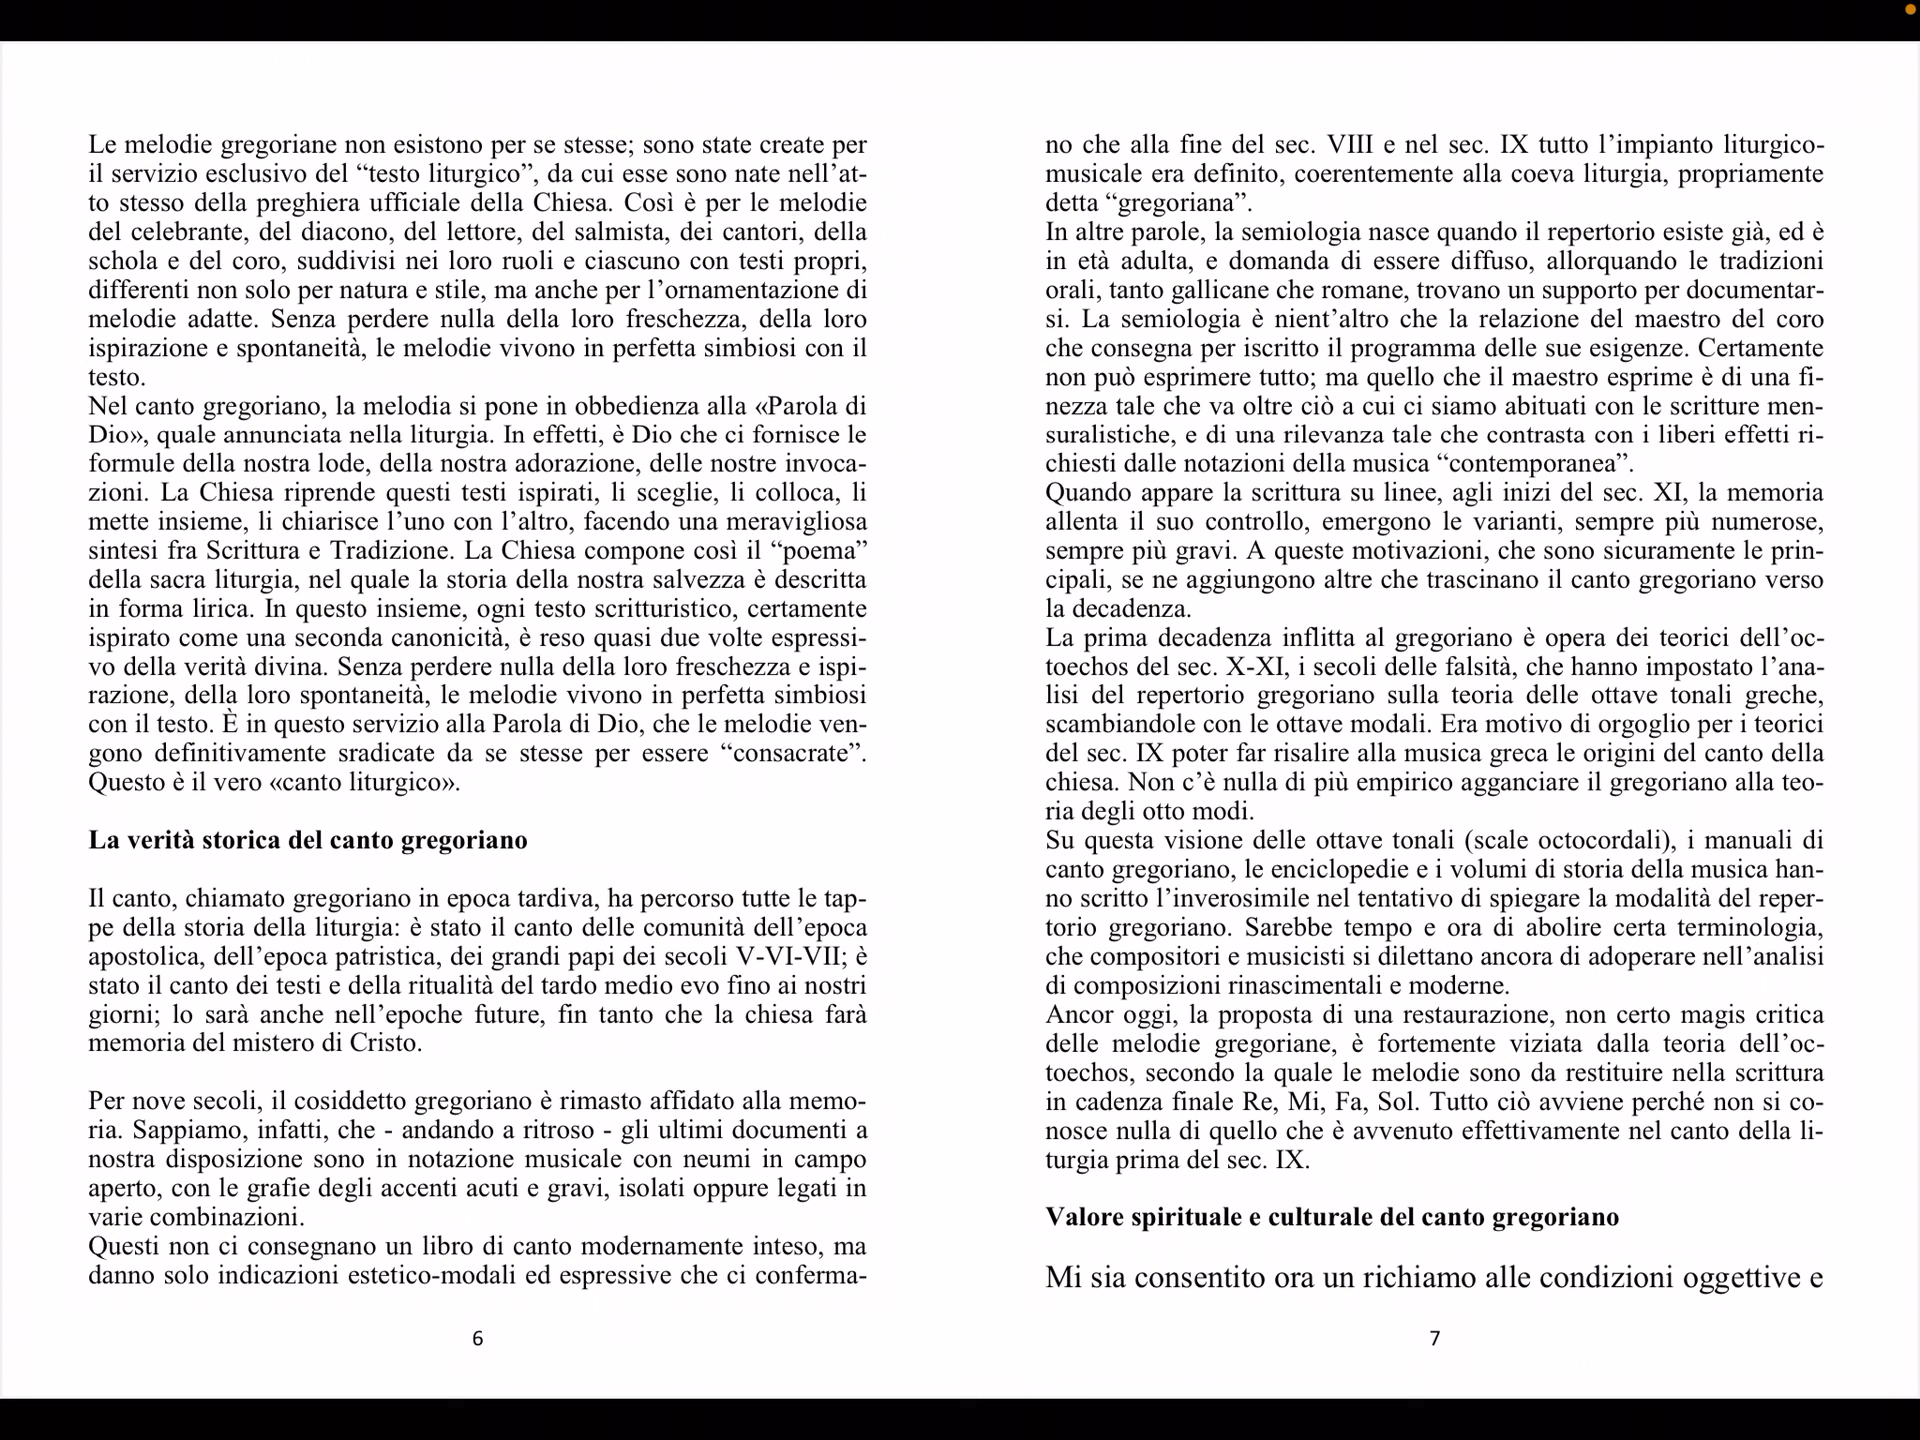 Le melodie gregoriane non esistono per se stesse; sono state create per
il servizio esclusivo del “testo liturgico”, da cui esse sono nate nell’at-
to stesso della preghiera ufficiale della Chiesa. Così è per le melodie
del celebrante, del diacono, del lettore, del salmista, dei cantori, della
schola e del coro, suddivisi nei loro ruoli e ciascuno con testi propri,
differenti non solo per natura e stile, ma anche per l’ornamentazione di
melodie adatte. Senza perdere nulla della loro freschezza, della loro
ispirazione e spontaneità, le melodie vivono in perfetta simbiosi con il
testo.
Nel canto gregoriano, la melodia si pone in obbedienza alla «Parola di
Dio», quale annunciata nella liturgia. In effetti, è Dio che ci fornisce le
formule della nostra lode, della nostra adorazione, delle nostre invoca-
zioni. La Chiesa riprende questi testi ispirati, li sceglie, li colloca, li
mette insieme, li chiarisce l’uno con l’altro, facendo una meravigliosa
sintesi fra Scrittura e Tradizione. La Chiesa compone così il “poema”
della sacra liturgia, nel quale la storia della nostra salvezza è descritta
in forma lirica. In questo insieme, ogni testo scritturistico, certamente
ispirato come una seconda canonicità, è reso quasi due volte espressi-
vo della verità divina. Senza perdere nulla della loro freschezza e ispi-
razione, della loro spontaneità, le melodie vivono in perfetta simbiosi
con il testo. È in questo servizio alla Parola di Dio, che le melodie ven-
gono definitivamente sradicate da se stesse per essere “consacrate”.
Questo è il vero «canto liturgico».
La verità storica del canto gregoriano
Il canto, chiamato gregoriano in epoca tardiva, ha percorso tutte le tap-
pe della storia della liturgia: è stato il canto delle comunità dell’epoca
apostolica, dell’epoca patristica, dei grandi papi dei secoli V-VI-VII; è
stato il canto dei testi e della ritualità del tardo medio evo fino ai nostri
giorni; lo sarà anche nell’epoche future, fin tanto che la chiesa farà
memoria del mistero di Cristo.
Per nove secoli, il cosiddetto gregoriano è rimasto affidato alla memo-
ria. Sappiamo, infatti, che - andando a ritroso - gli ultimi documenti a
nostra disposizione sono in notazione musicale con neumi in campo
aperto, con le grafie degli accenti acuti e gravi, isolati oppure legati in
varie combinazioni.
Questi non ci consegnano un libro di canto modernamente inteso, ma
danno solo indicazioni estetico-modali ed espressive che ci conferma-
6
no che alla fine del sec. VIII e nel sec. IX tutto l’impianto liturgico-
musicale era definito, coerentemente alla coeva liturgia, propriamente
detta “gregoriana”.
In altre parole, la semiologia nasce quando il repertorio esiste già, ed è
in età adulta, e domanda di essere diffuso, allorquando le tradizioni
orali, tanto gallicane che romane, trovano un supporto per documentar-
si. La semiologia è nient’altro che la relazione del maestro del coro
che consegna per iscritto il programma delle sue esigenze. Certamente
non può esprimere tutto; ma quello che il maestro esprime è di una fi-
nezza tale che va oltre ciò a cui ci siamo abituati con le scritture men-
suralistiche, e di una rilevanza tale che contrasta con i liberi effetti ri-
chiesti dalle notazioni della musica “contemporanea”.
Quando appare la scrittura su linee, agli inizi del sec. XI, la memoria
allenta il suo controllo, emergono le varianti, sempre più numerose,
sempre più gravi. A queste motivazioni, che sono sicuramente le prin-
cipali, se ne aggiungono altre che trascinano il canto gregoriano verso
la decadenza.
La prima decadenza inflitta al gregoriano è opera dei teorici dell’oc-
toechos del sec. X-XI, i secoli delle falsità, che hanno impostato l’ana-
lisi del repertorio gregoriano sulla teoria delle ottave tonali greche,
scambiandole con le ottave modali. Era motivo di orgoglio per i teorici
del sec. IX poter far risalire alla musica greca le origini del canto della
chiesa. Non c’è nulla di più empirico agganciare il gregoriano alla teo-
ria degli otto modi.
Su questa visione delle ottave tonali (scale octocordali), i manuali di
canto gregoriano, le enciclopedie e i volumi di storia della musica han-
no scritto l’inverosimile nel tentativo di spiegare la modalità del reper-
torio gregoriano. Sarebbe tempo e ora di abolire certa terminologia,
che compositori e musicisti si dilettano ancora di adoperare nell’analisi
di composizioni rinascimentali e moderne.
Ancor oggi, la proposta di una restaurazione, non certo magis critica
delle melodie gregoriane, è fortemente viziata dalla teoria dell’oc-
toechos, secondo la quale le melodie sono da restituire nella scrittura
in cadenza finale Re, Mi, Fa, Sol. Tutto ciò avviene perché non si co-
nosce nulla di quello che è avvenuto effettivamente nel canto della li-
turgia prima del sec. IX.
Valore spirituale e culturale del canto gregoriano
Mi sia consentito ora un richiamo alle condizioni oggettive e
7